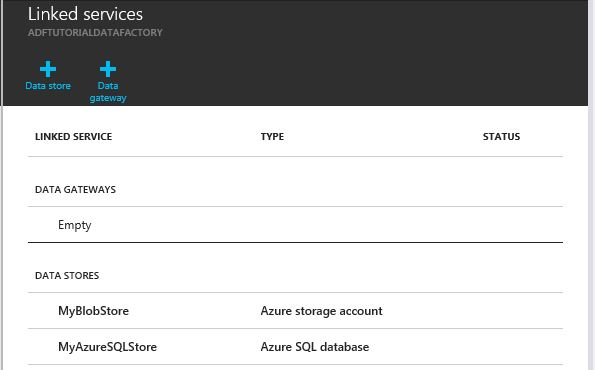 Linked services
ADFTUTORIALDATAFACTORY
Data store
Data gateway
LINKED SERVICE TYPE STATUS
DATA GATEWAYS
Empty
DATA STORES
MyBlobStore Azure storage account
MyAzureSQLStore Azure SQL database